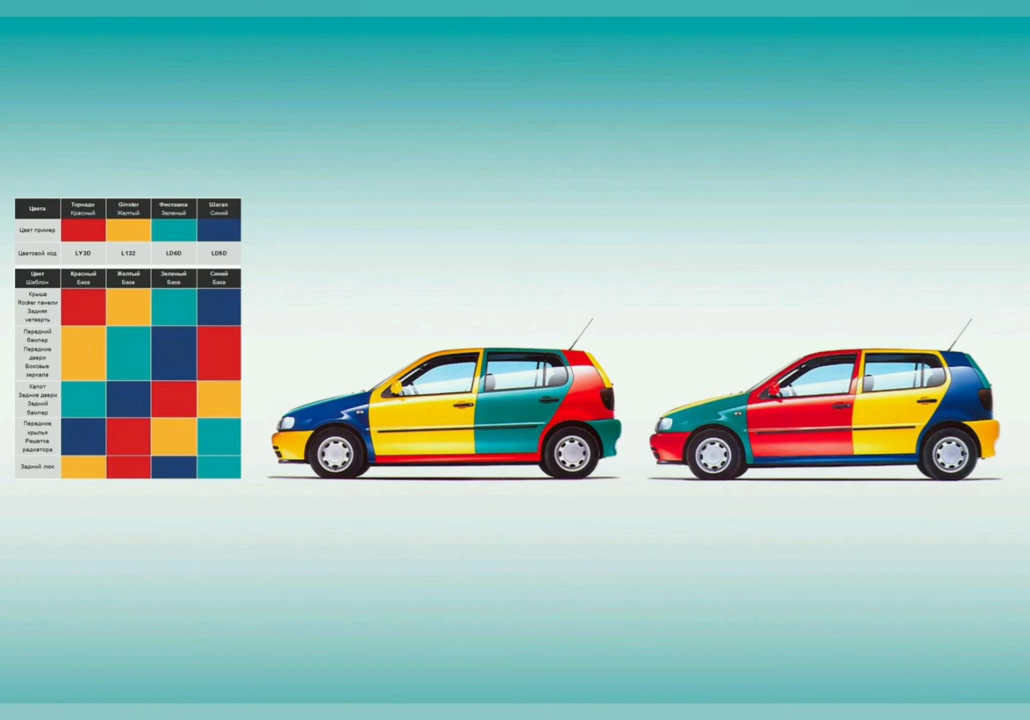 Цвета Торнадо Ginster Фисташка Шаган
Красный Желтый Зеленый Синий
Цвет пример
Цветовой код LY3D L132 LD6D LD5D
Цвет Красный Желтый Зеленый Синий
Шаблон База База База База
Крыша
Rocker панели
Задняя
четверть
Передний
бампер
Передние
двери
Боковые
зеркала
Капот
Задние двери
Задний
бампер
Передние
крылья
Решетка
радиатора
Задний люк